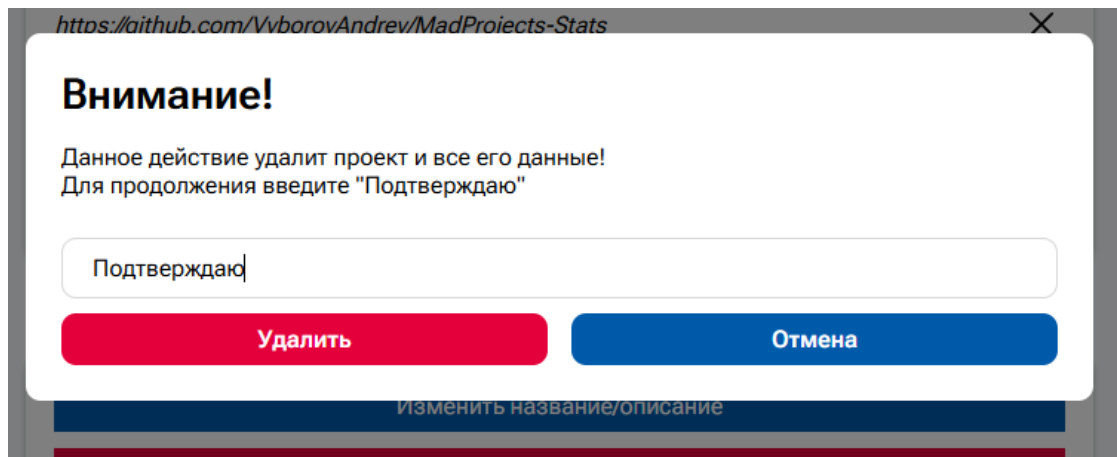 https://github.com/VyborovAndrey/MadProjects-Stats
Внимание!
Данное действие удалит проект и все его данные!
Для продолжения введите "Подтверждаю"
Подтверждаю
Удалить
Отмена
Изменить название/описание